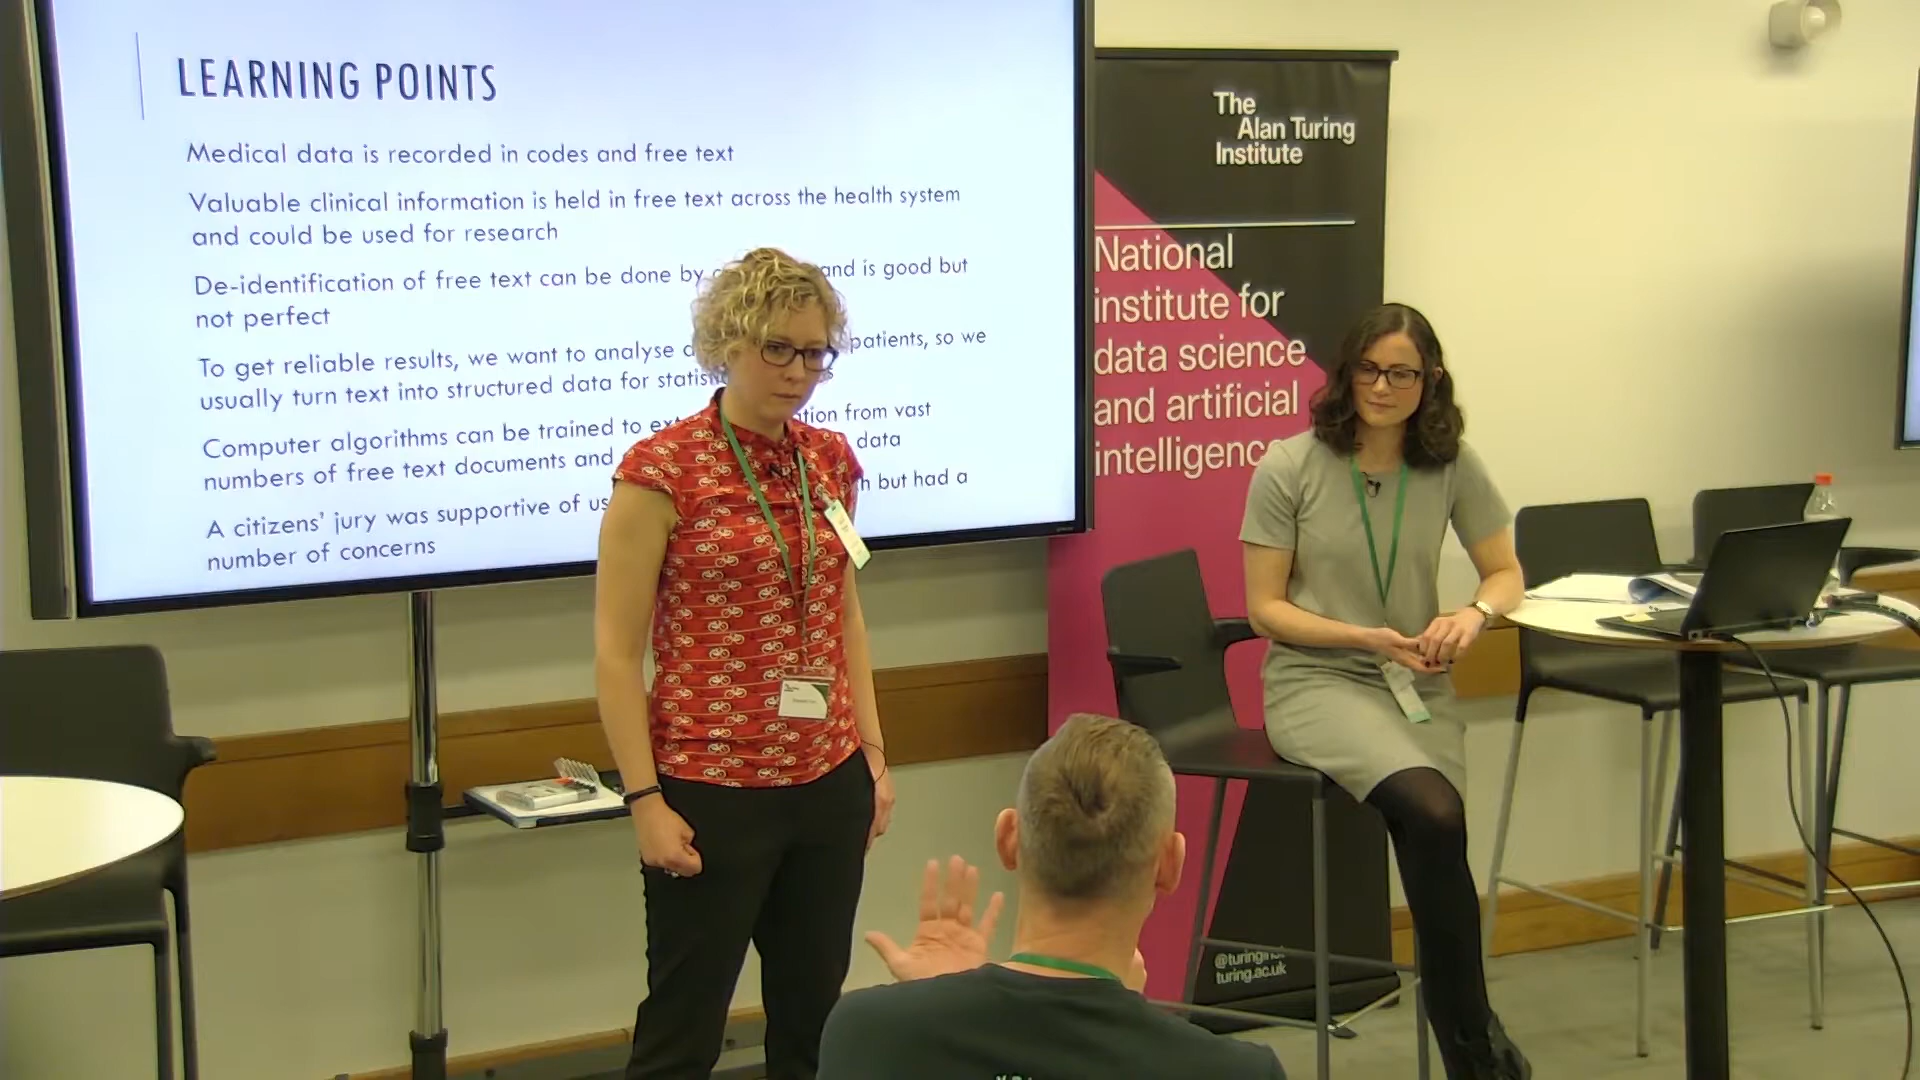 LEARNING POINTS
Medical data is recorded in codes and free text
Valuable clinical information is held in free text across the health system
and could be used for research
De-identification of free text can be done by and is good but
not perfect
To get reliable results, we want to analyse patients, so we
usually turn text into structured data for
Computer algorithms can be trained to from vast
numbers of free text documents and data
A citizens' jury was supportive of but had a
number of concerns
The
Alan Turing
Institute
National
institute for
data science
and artificial
turing.ac.uk